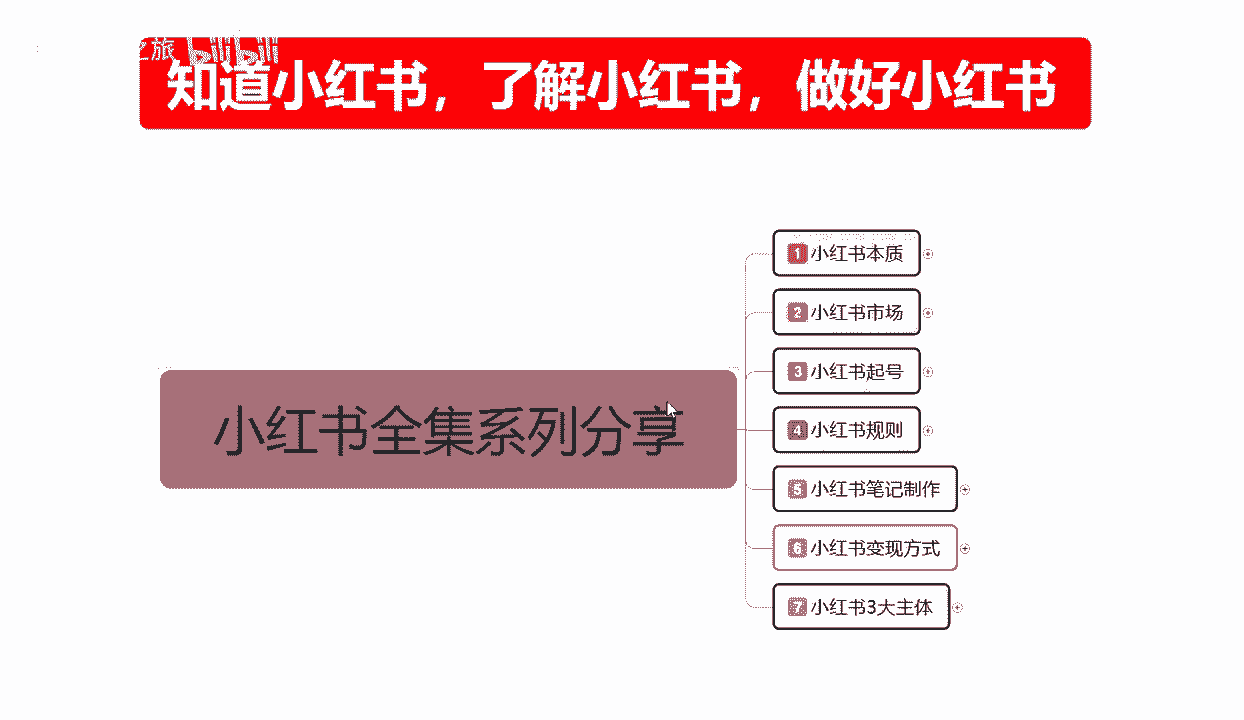 之旅 bilibili
知道小红书，了解小红书，做好小红书
小红书全集系列分享
1 小红书本质
2 小红书市场
3 小红书起号
4 小红书规则
5 小红书笔记制作
6 小红书变现方式
7 小红书3大主体